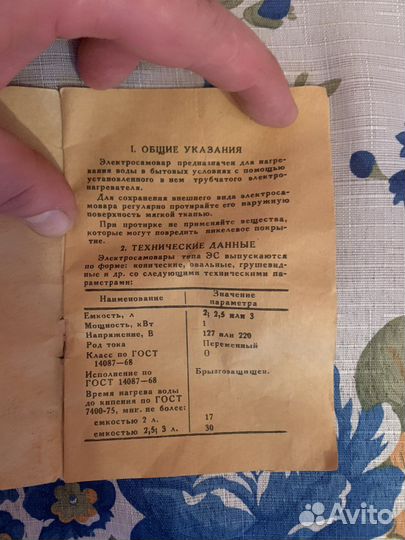 1. ОБЩИЕ УКАЗАНИЯ
Электросамовар предназначен для нагре-
вания воды в бытовых условиях с помощью
установленного в нем трубчатого электро-
нагревателя.
Для сохранения внешнего вида электроса-
мовара регулярно протирайте его наружную
поверхность мягкой тканью.
При протирке не применяйте вещества,
которые могут повредить никелевое покры-
тие.
2. ТЕХНИЧЕСКИЕ ДАННЫЕ
Электросамовары типа ЭС выпускаются
по форме: конические, овальные, грушевид-
ные и др. со следующими техническими па-
раметрами:
Наименование Значение параметра
Емкость, л 2; 2,5 или 3
Мощность, кВт 1
Напряжение, В 127 или 220
Род тока Переменный
Класс по ГОСТ
14087—68 0
Исполнение по
ГОСТ 14087—68 Брызгозащищен.
Время нагрева воды
до кипения по ГОСТ
7400-75, мин. не более:
емкостью 2 л. 17
емкостью 2,5; 3 л. 30
Avito